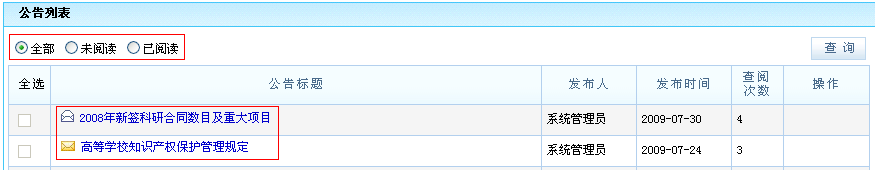 公告列表
全部 未阅读 已阅读 查 询
全选 公告标题 发布人 发布时间 查阅次数 操作
2008年新签科研合同数目及重大项目 系统管理员 2009-07-30 4
高等学校知识产权保护管理规定 系统管理员 2009-07-24 3